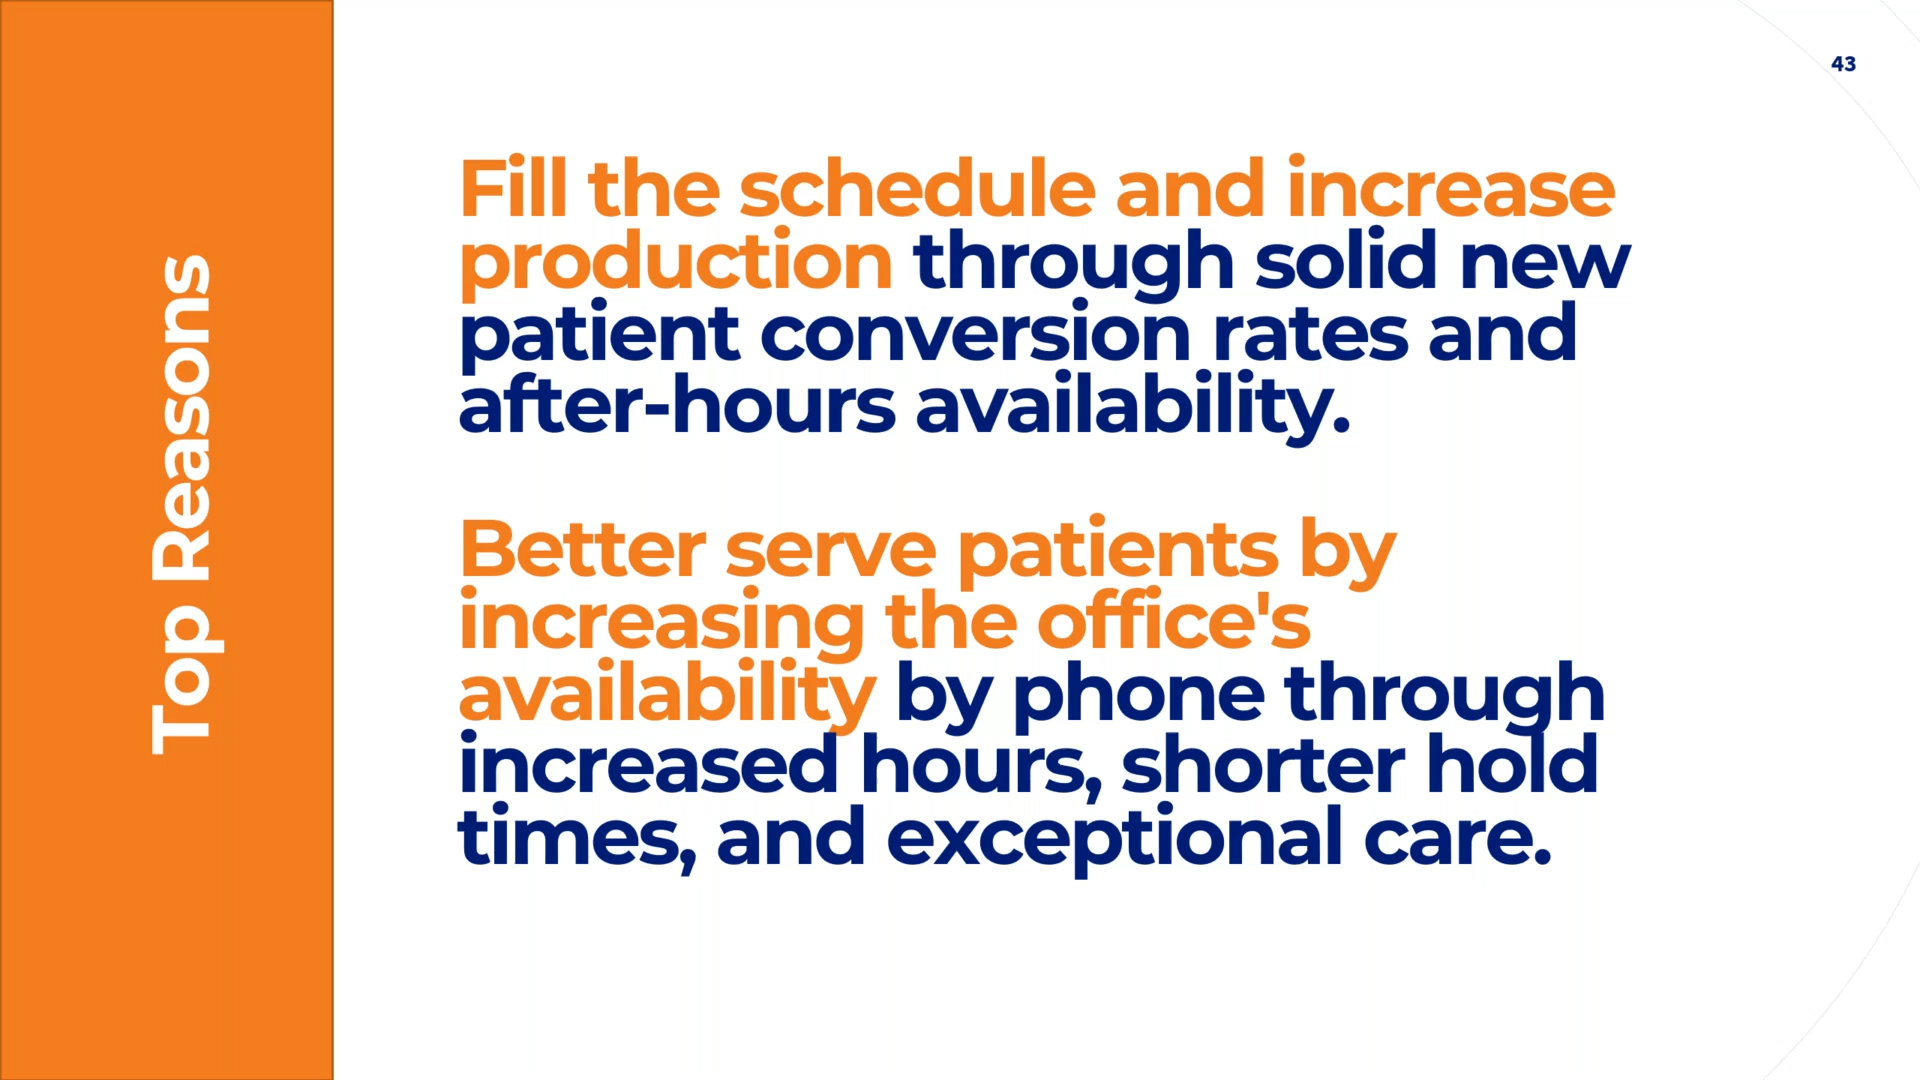 43
Top Reasons
Fill the schedule and increase
production through solid new
patient conversion rates and
after-hours availability.
Better serve patients by
increasing the office's
availability by phone through
increased hours, shorter hold
times, and exceptional care.